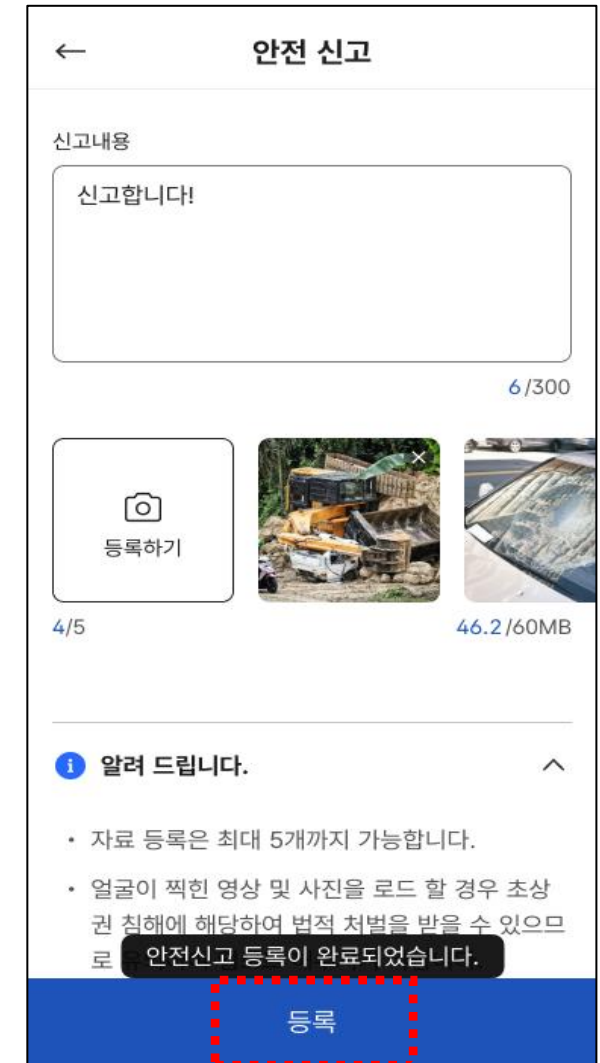 안전 신고
신고내용
신고합니다!
6/300
등록하기
4/5
46.2/60MB
알려 드립니다.
• 자료 등록은 최대 5개까지 가능합니다.
• 얼굴이 찍힌 영상 및 사진을 로드 할 경우 초상
권 침해에 해당하여 법적 처벌을 받을 수 있으므
로
안전신고 등록이 완료되었습니다.
등록